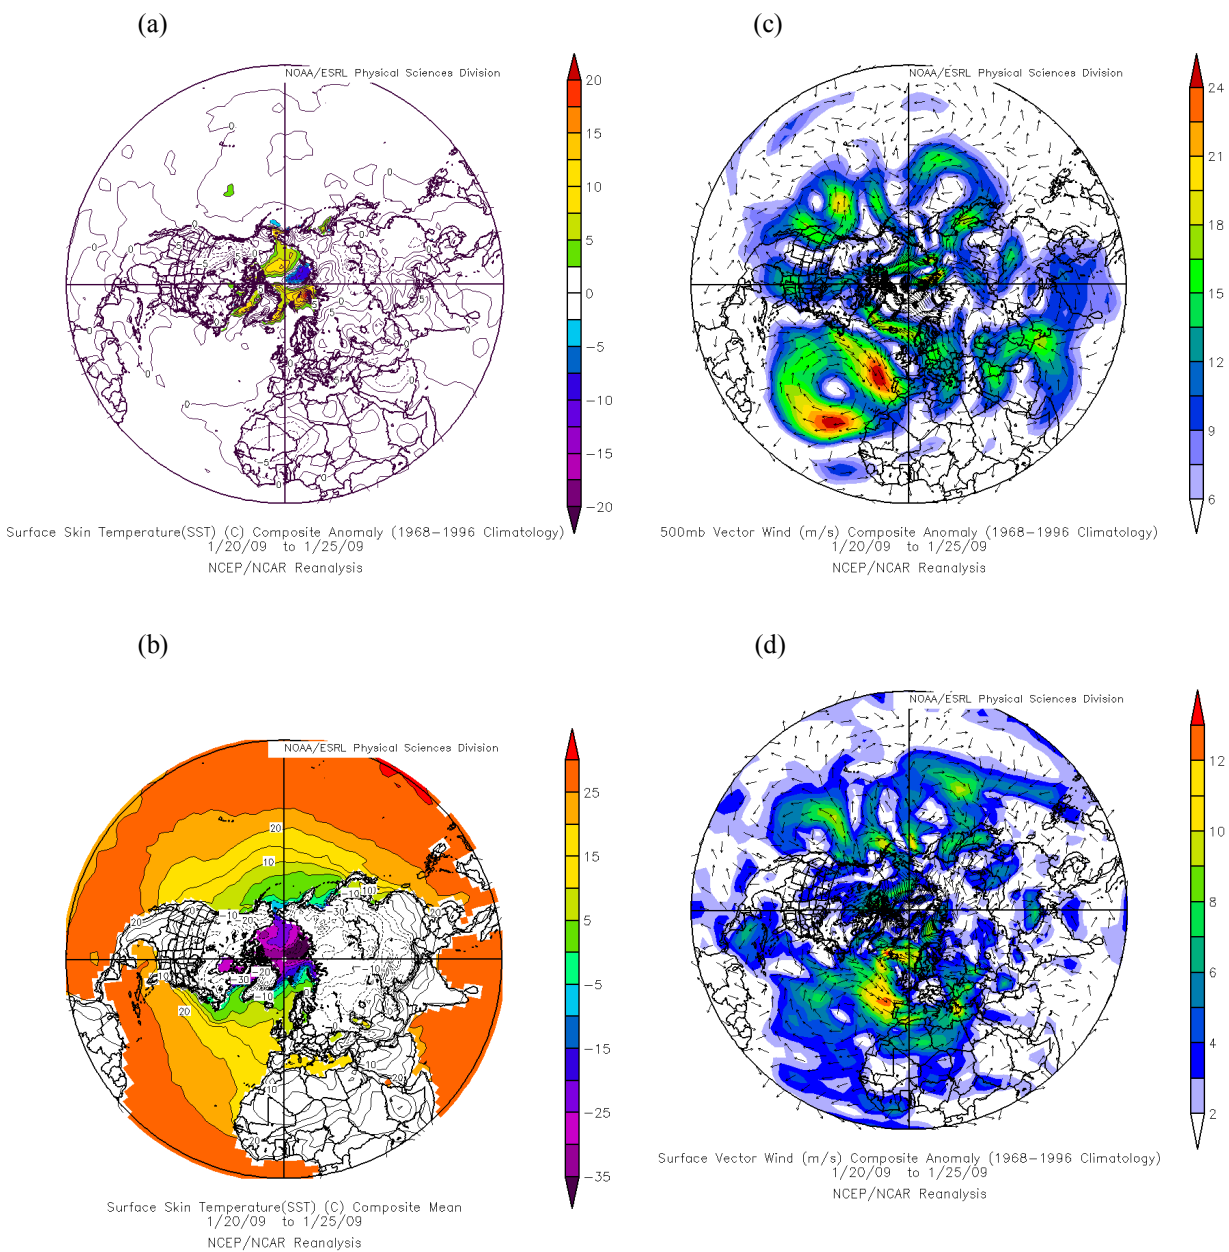 (a)
NOAA/ESRL Physical Sciences Division
20
15
10
5
0
−5
−10
−15
−20
Surface Skin Temperature(SST) (C) Composite Anomaly (1968−1996 Climatology)
1/20/09 to 1/25/09
NCEP/NCAR Reanalysis
(c)
NOAA/ESRL Physical Sciences Division
24
21
18
15
12
9
6
500mb Vector Wind (m/s) Composite Anomaly (1968−1996 Climatology)
1/20/09 to 1/25/09
NCEP/NCAR Reanalysis
(b)
NOAA/ESRL Physical Sciences Division
25
15
5
−5
−15
−25
−35
Surface Skin Temperature(SST) (C) Composite Mean
1/20/09 to 1/25/09
NCEP/NCAR Reanalysis
(d)
NOAA/ESRL Physical Sciences Division
12
10
8
6
4
2
Surface Vector Wind (m/s) Composite Anomaly (1968−1996 Climatology)
1/20/09 to 1/25/09
NCEP/NCAR Reanalysis